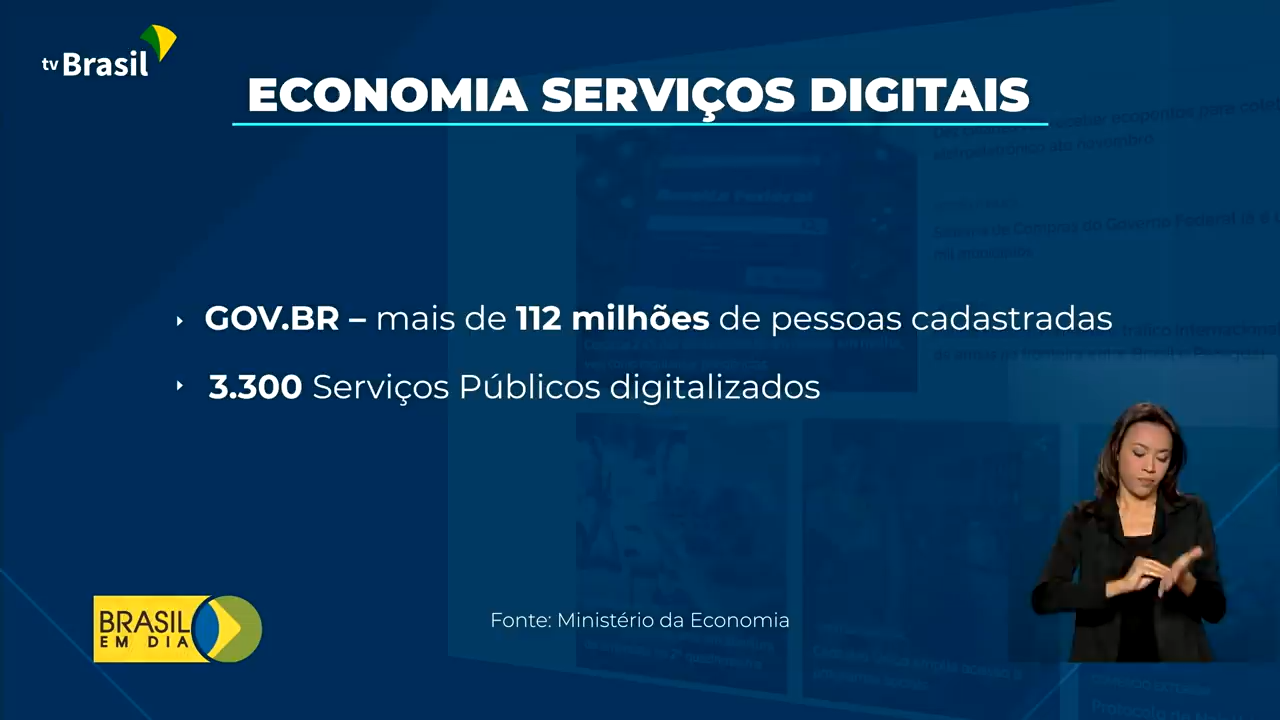 tv Brasil
ECONOMIA SERVIÇOS DIGITAIS
GOV.BR – mais de 112 milhões de pessoas cadastradas
3.300 Serviços Públicos digitalizados
Fonte: Ministério da Economia
BRASIL
EM DIA